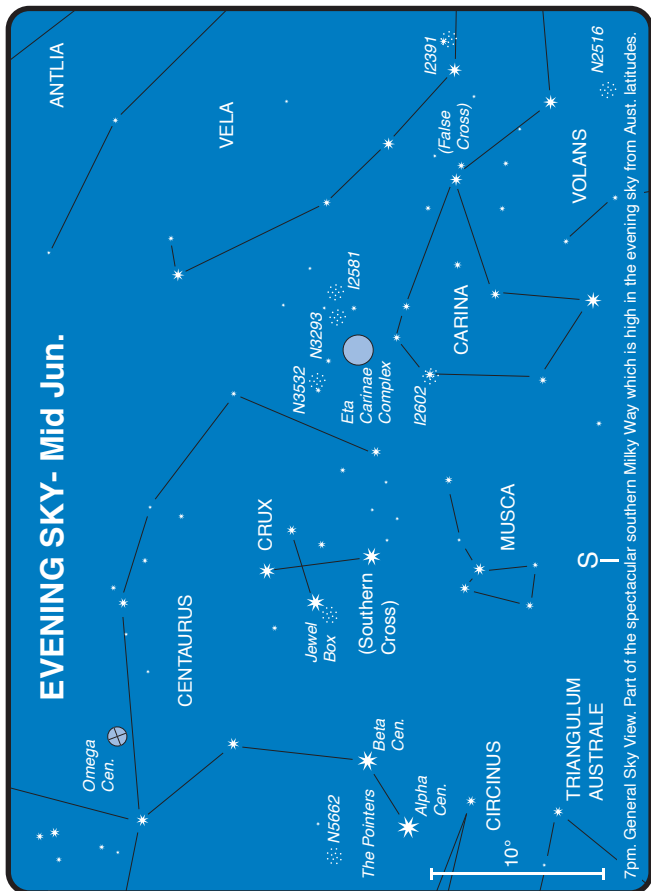 EVENING SKY- Mid Jun.
ANTLIA
VELA
I2391
N2516
(False
Cross)
VOLANS
I2581
N3293
N3532
Eta
Carinae
Complex
CARINA
I2602
CRUX
MUSCA
S
CENTAURUS
Jewel
Box
(Southern
Cross)
Omega
Cen.
Beta
Cen.
The Pointers
Alpha
Cen.
N5662
CIRCINUS
TRIANGULUM
AUSTRALE
10°
7pm. General Sky View. Part of the spectacular southern Milky Way which is high in the evening sky from Aust. latitudes.